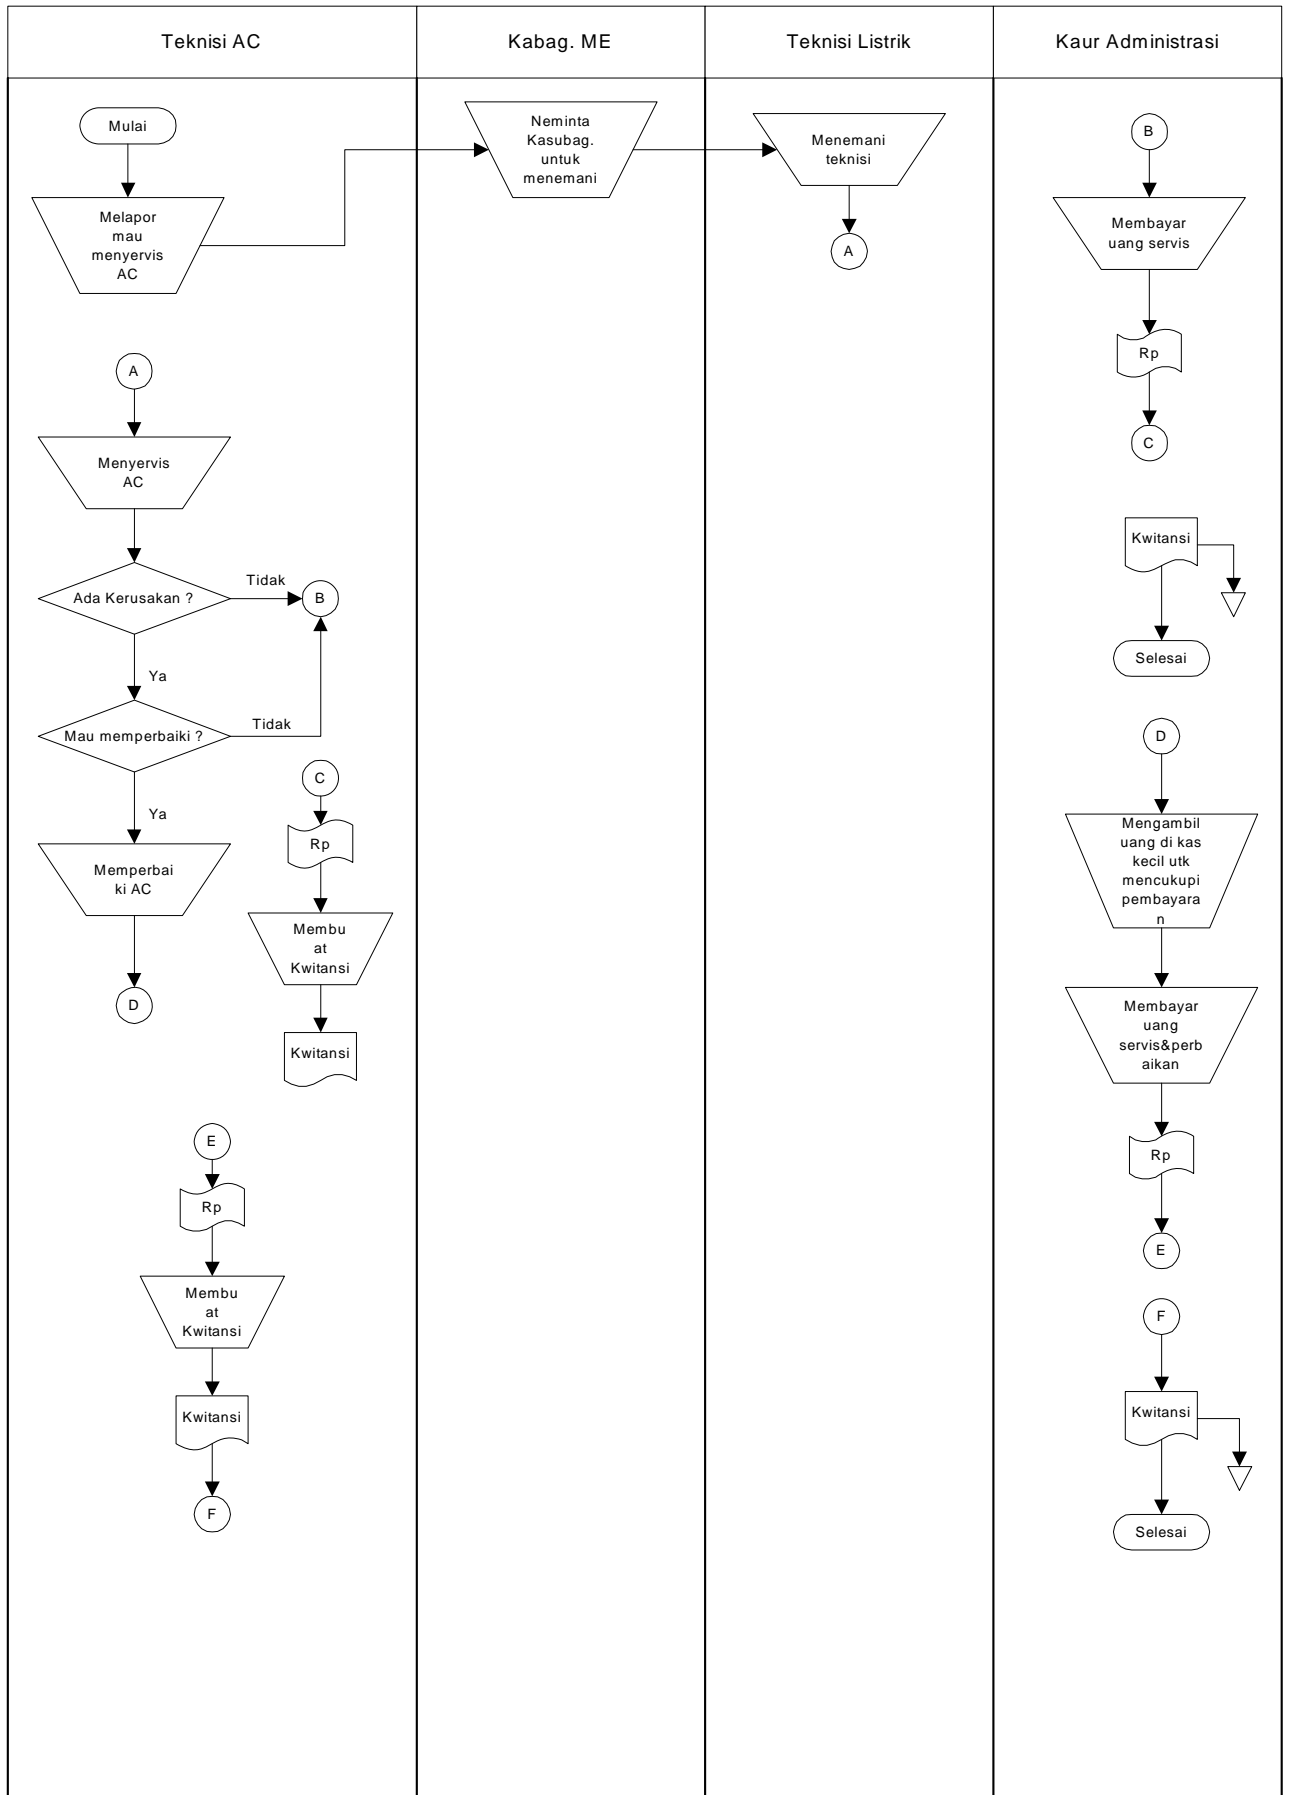 Teknisi AC
Kabag. ME
Teknisi Listrik
Kaur Administrasi
Mulai
Melapor
mau
menyervis
AC
Neminta
Kasubag.
untuk
menemani
Menemani
teknisi
A
A
Menyervis
AC
Ada Kerusakan ?
Tidak
B
Ya
Mau memperbaiki ?
Tidak
Ya
Memperbai
ki AC
D
C
Rp
Membu
at
Kwitansi
Kwitansi
E
Rp
Membu
at
Kwitansi
Kwitansi
F
B
Membayar
uang servis
Rp
C
Kwitansi
Selesai
D
Mengambil
uang di kas
kecil utk
mencukupi
pembayara
n
Membayar
uang
servis&perb
aikan
Rp
E
F
Kwitansi
Selesai